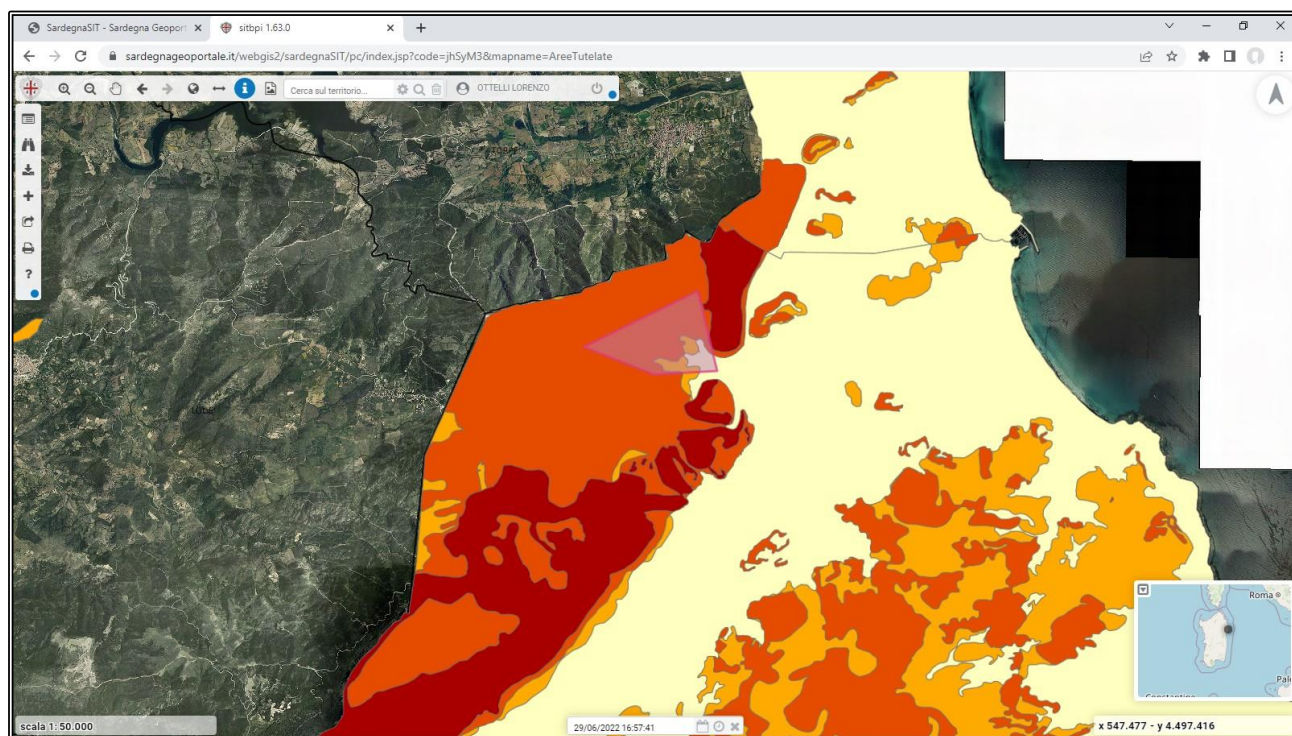 SardegnaSIT - Sardegna Geoport
sitbpi 1.63.0
sardegnageoportale.it/webgis2/sardegnaSIT/pc/index.jsp?code=jhSyM3&mapname=AreeTutelate
Cerca sul territorio...
OTTELLI LORENZO
?
Roma
Pale
Constantine
scala 1: 50.000
29/06/2022 16:57:41
x 547.477 - y 4.497.416